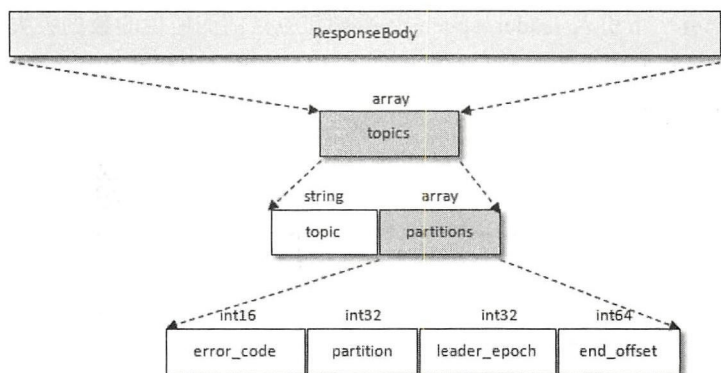 ResponseBody
array
topics
string array
topic partitions
int16 int32 int32 int64
error_code partition leader_epoch end_offset